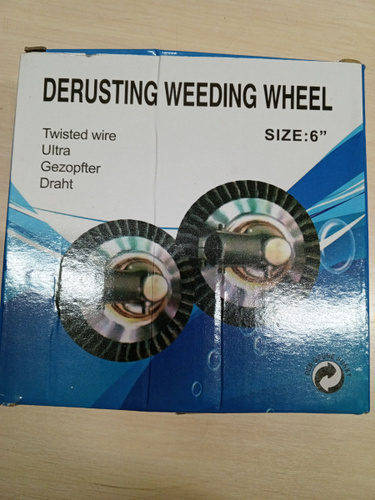 DERUSTING WEEDING WHEEL
SIZE:6”
Twisted wire
Ultra
Gezopfter
Draht